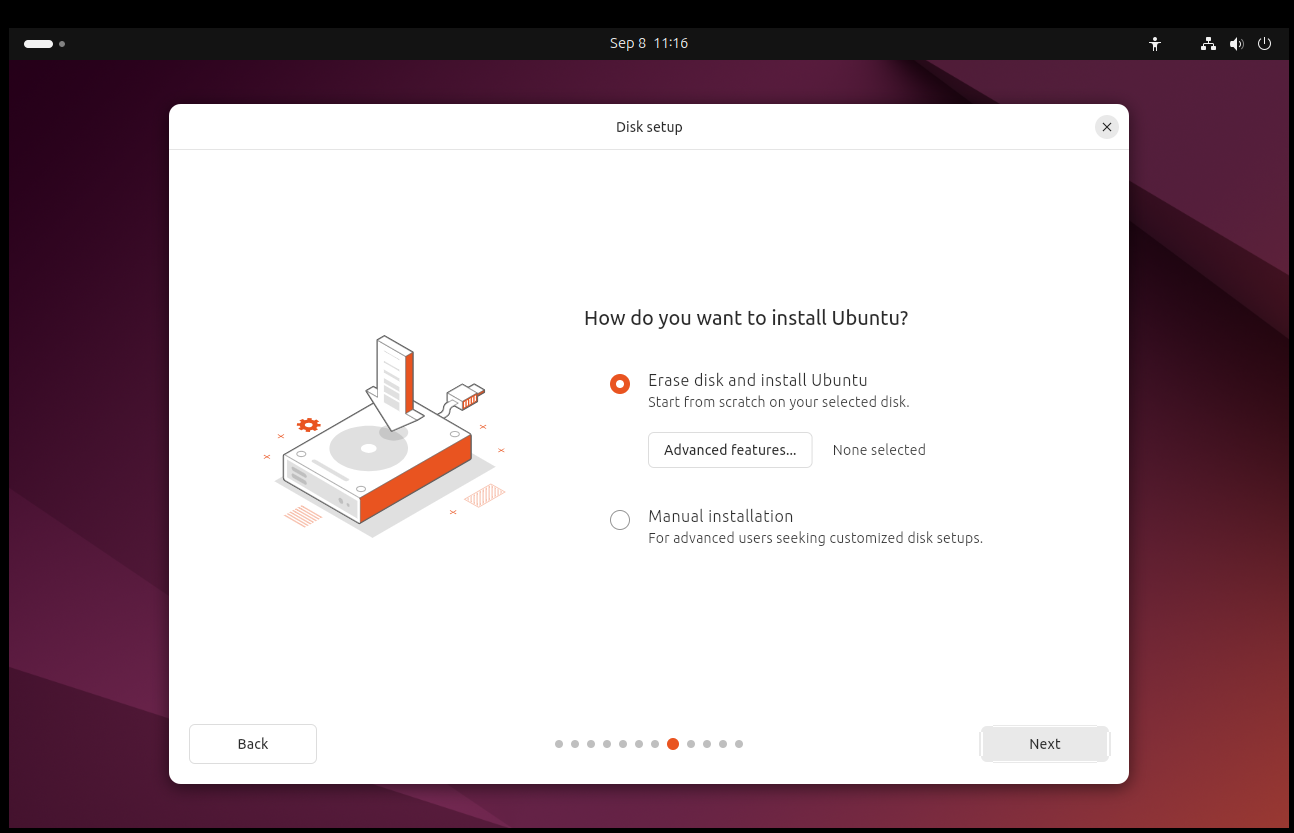 Sep 8 11:16
Disk setup
How do you want to install Ubuntu?
Erase disk and install Ubuntu
Start from scratch on your selected disk.
Advanced features...
None selected
Manual installation
For advanced users seeking customized disk setups.
Back
Next